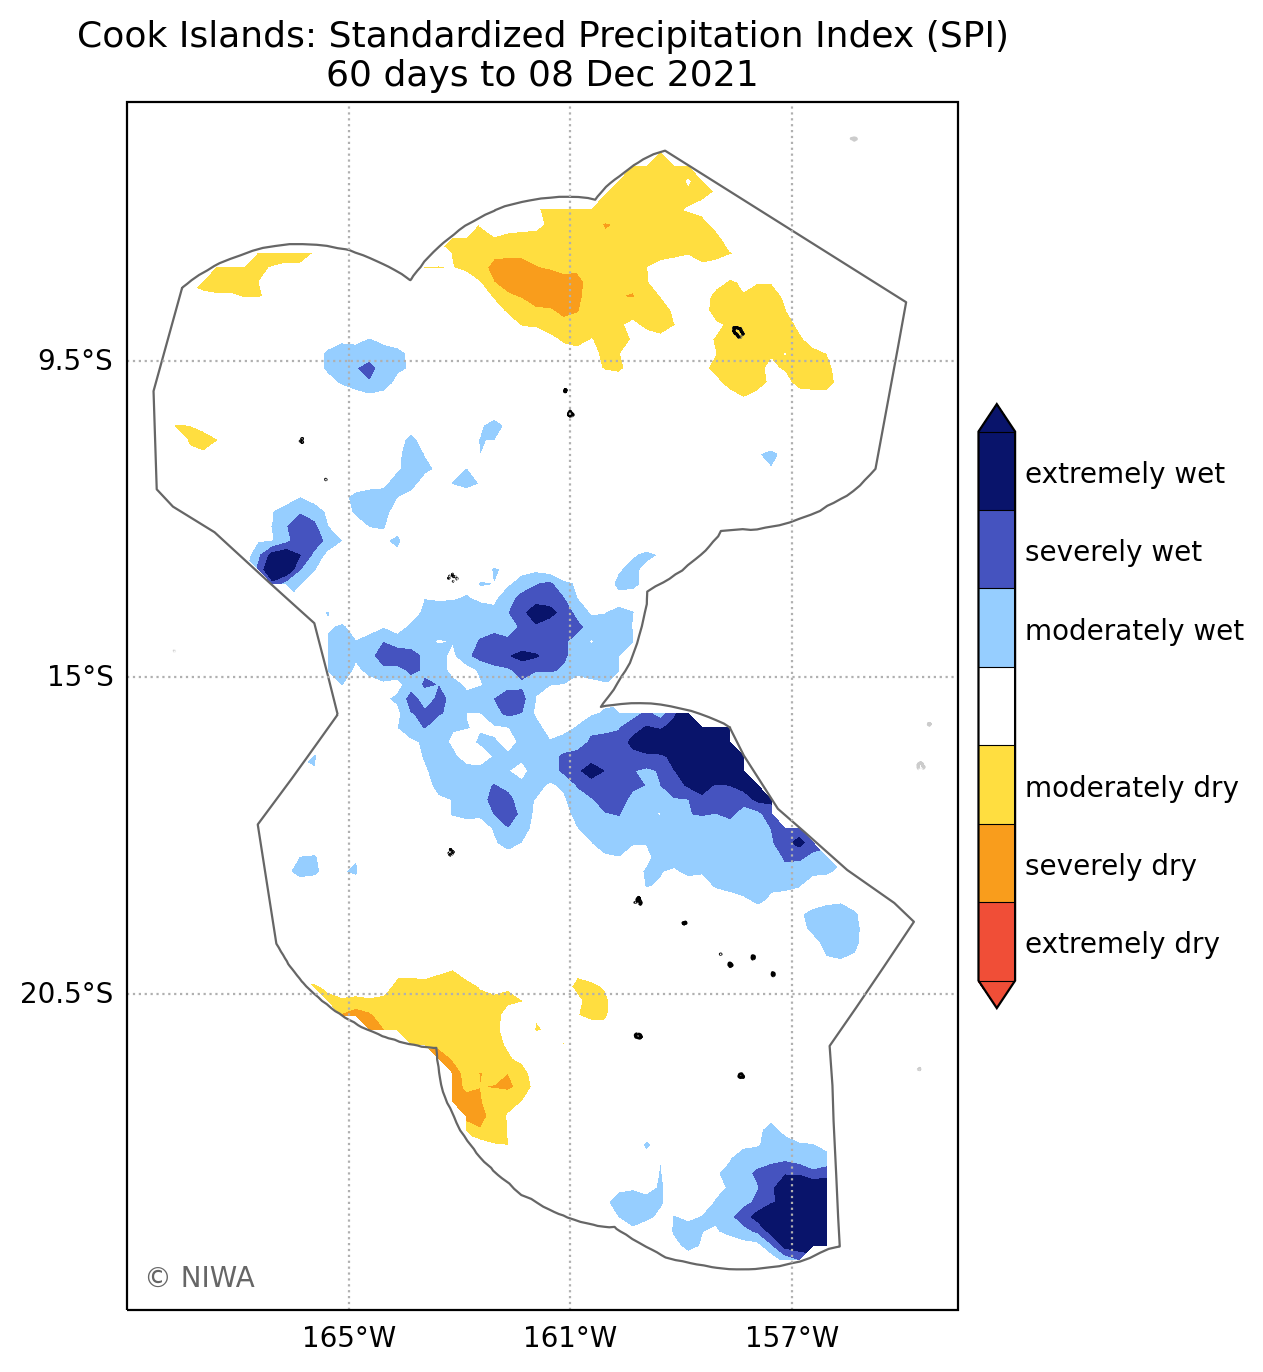 Cook Islands: Standardized Precipitation Index (SPI)
60 days to 08 Dec 2021
9.5°S
15°S
20.5°S
165°W
161°W
157°W
extremely wet
severely wet
moderately wet
moderately dry
severely dry
extremely dry
© NIWA